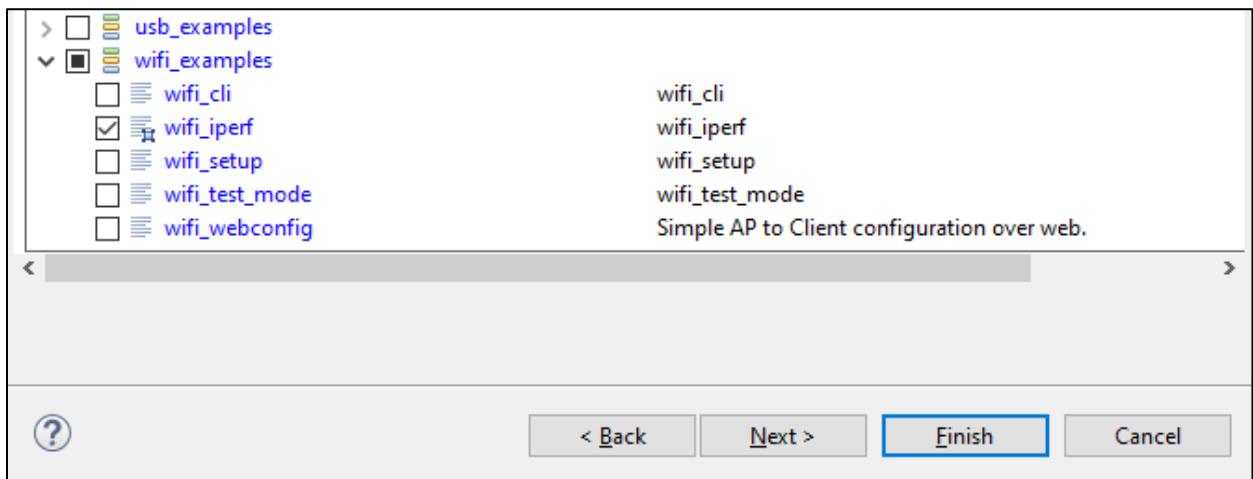 usb_examples
wifi_examples
wifi_cli wifi_cli
wifi_iperf wifi_iperf
wifi_setup wifi_setup
wifi_test_mode wifi_test_mode
wifi_webconfig Simple AP to Client configuration over web.
? < Back Next > Finish Cancel